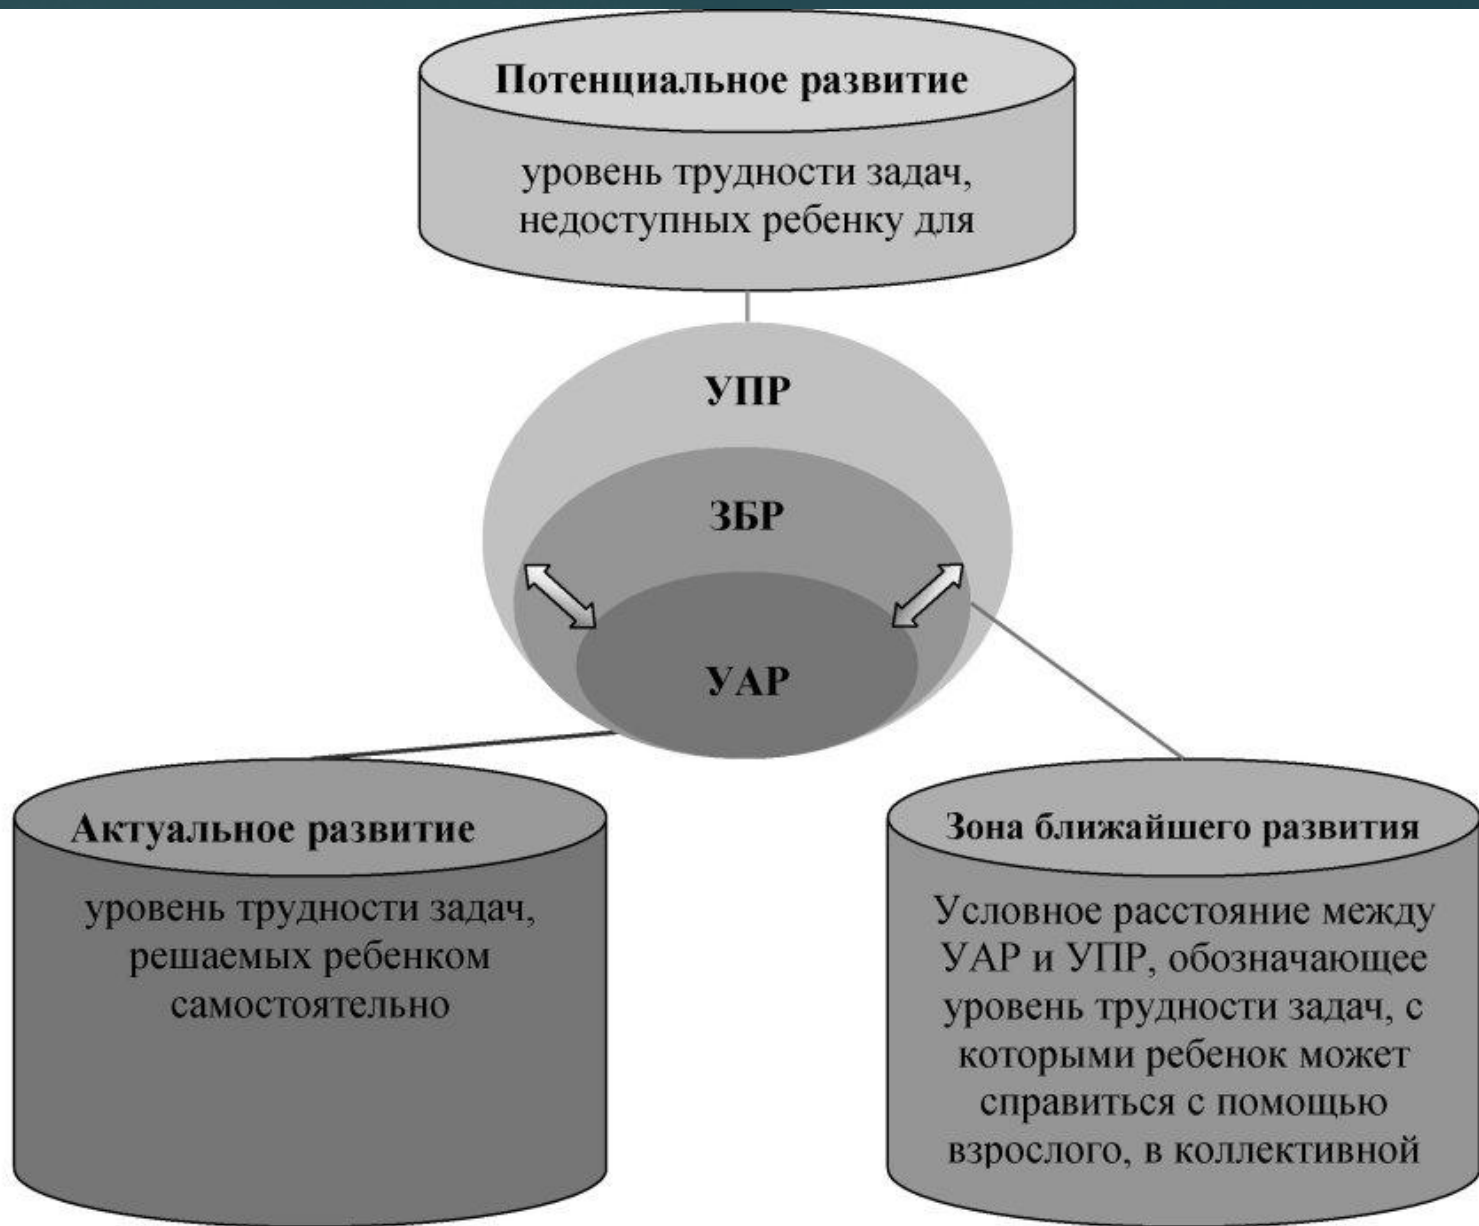 Потенциальное развитие
уровень трудности задач,
недоступных ребенку для
УПР
ЗБР
УАР
Актуальное развитие
уровень трудности задач,
решаемых ребенком
самостоятельно
Зона ближайшего развития
Условное расстояние между
УАР и УПР, обозначающее
уровень трудности задач, с
которыми ребенок может
справиться с помощью
взрослого, в коллективной